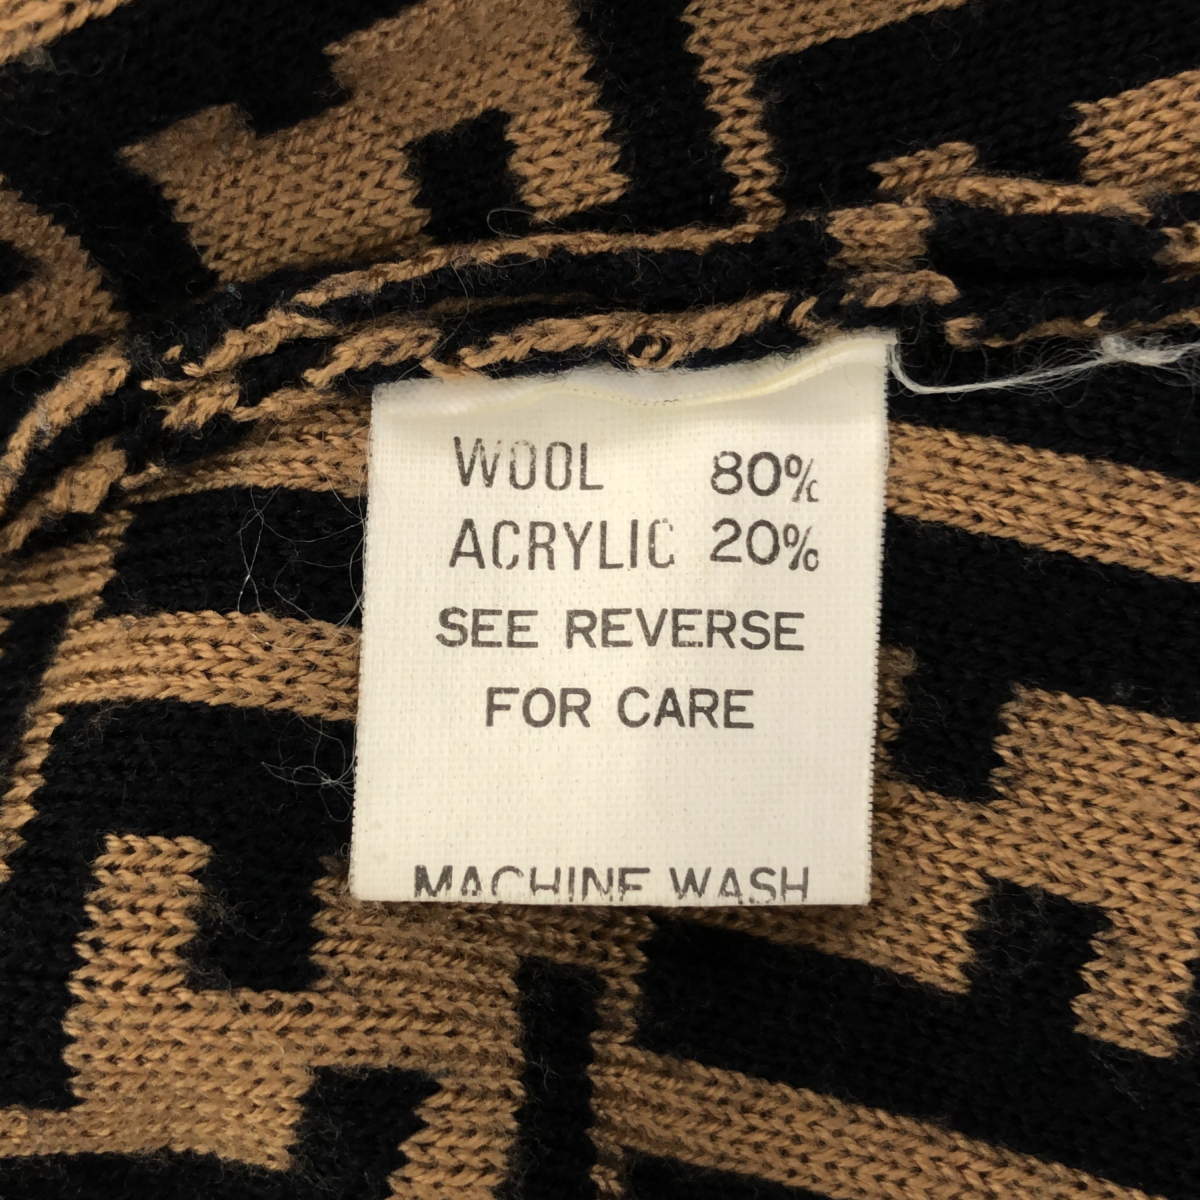 WOOL 80%
ACRYLIC 20%
SEE REVERSE
FOR CARE
MACHINE WASH